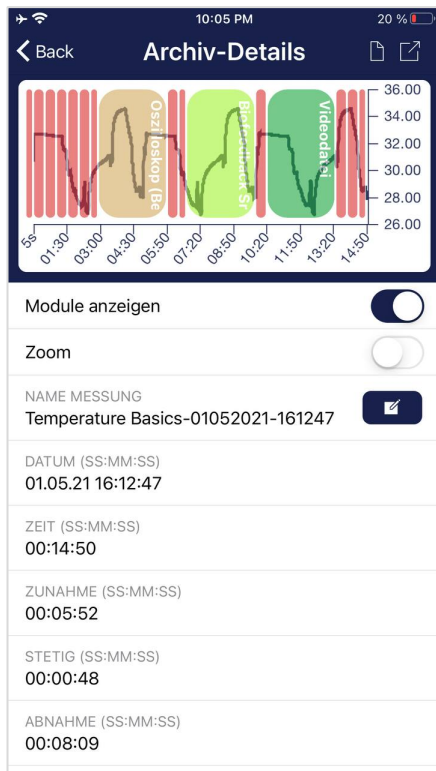 10:05 PM
20 %
Back
Archiv-Details
36.00
34.00
32.00
30.00
28.00
26.00
Oszilloskop (Be
Biofeedback Sr
Videodatei
5s
01:30
03:00
04:30
05:50
07:20
08:50
10:20
11:50
13:20
14:50
Module anzeigen
Zoom
NAME MESSUNG
Temperature Basics-01052021-161247
DATUM (SS:MM:SS)
01.05.21 16:12:47
ZEIT (SS:MM:SS)
00:14:50
ZUNAHME (SS:MM:SS)
00:05:52
STETIG (SS:MM:SS)
00:00:48
ABNAHME (SS:MM:SS)
00:08:09